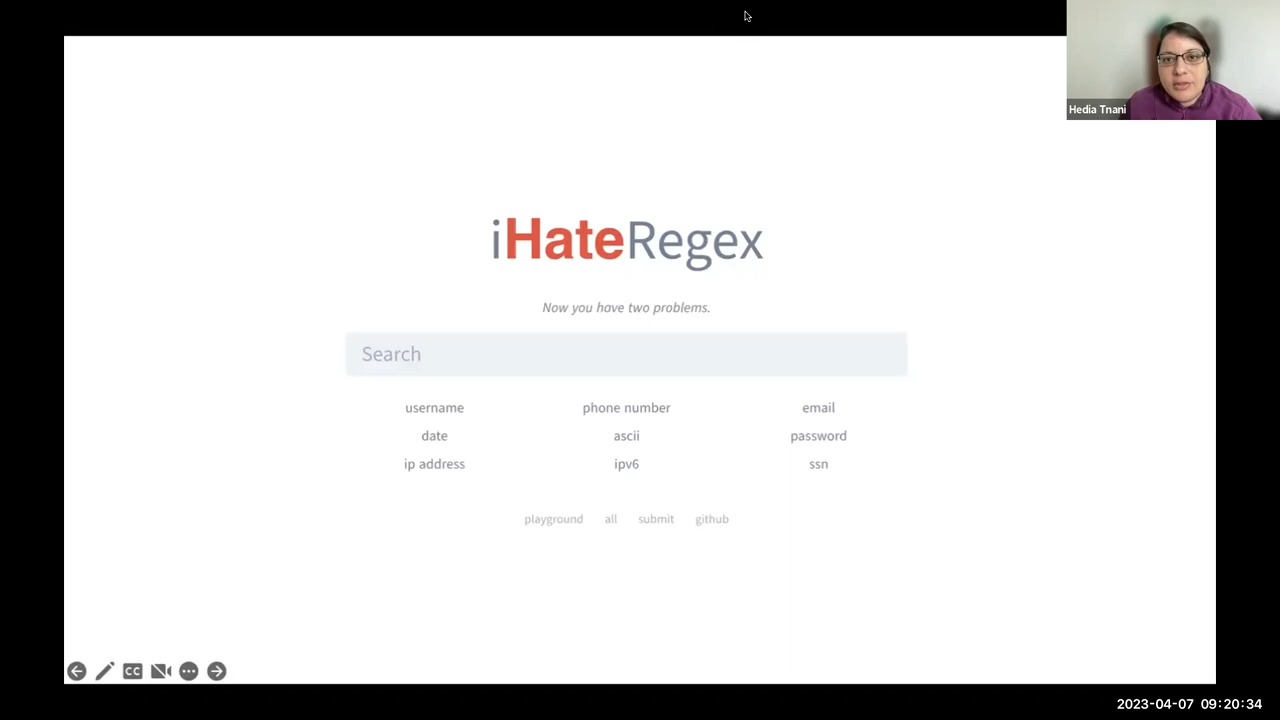 Hedia Tnani
iHateRegex
Now you have two problems.
Search
username phone number email
date ascii password
ip address ipv6 ssn
playground all submit github
CC
2023-04-07 09:20:34